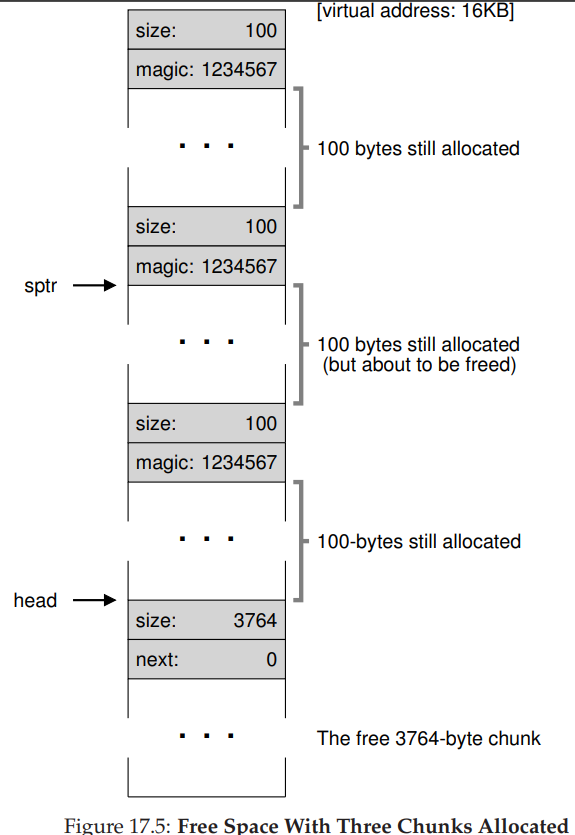 [virtual address: 16KB]
size: 100
magic: 1234567
. . .
100 bytes still allocated
size: 100
magic: 1234567
sptr
. . .
100 bytes still allocated
(but about to be freed)
size: 100
magic: 1234567
. . .
100-bytes still allocated
head
size: 3764
next: 0
. . .
The free 3764-byte chunk
Figure 17.5: Free Space With Three Chunks Allocated